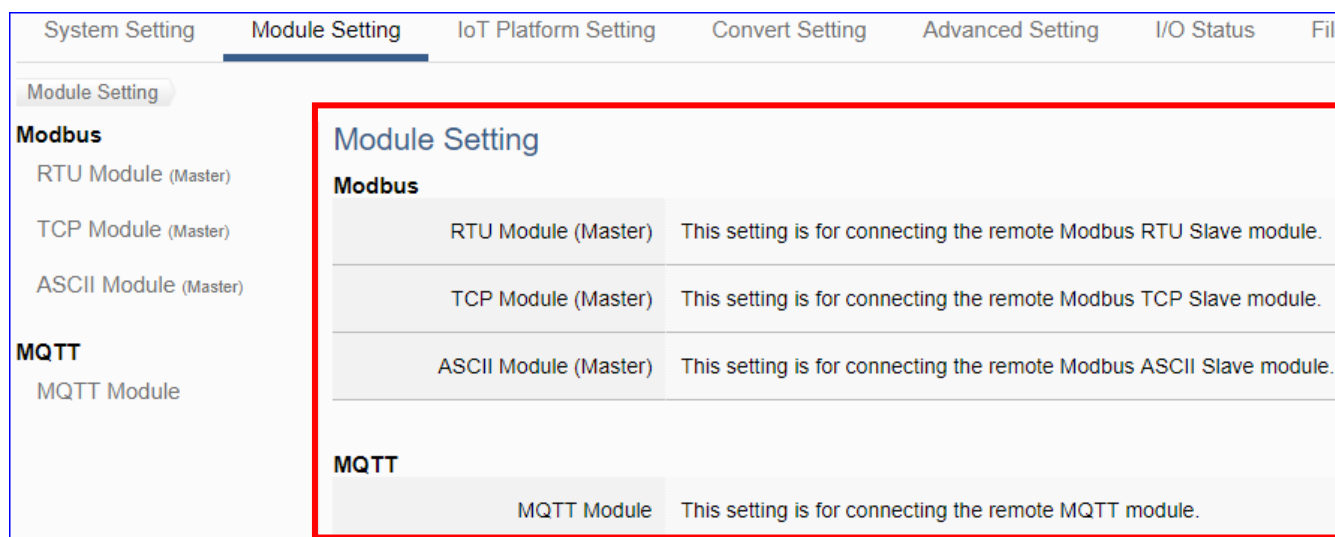 System Setting Module Setting IoT Platform Setting Convert Setting Advanced Setting I/O Status Fil
Module Setting
Modbus
RTU Module (Master)
TCP Module (Master)
ASCII Module (Master)
MQTT
MQTT Module
Module Setting
Modbus
RTU Module (Master) This setting is for connecting the remote Modbus RTU Slave module.
TCP Module (Master) This setting is for connecting the remote Modbus TCP Slave module.
ASCII Module (Master) This setting is for connecting the remote Modbus ASCII Slave module.
MQTT
MQTT Module This setting is for connecting the remote MQTT module.